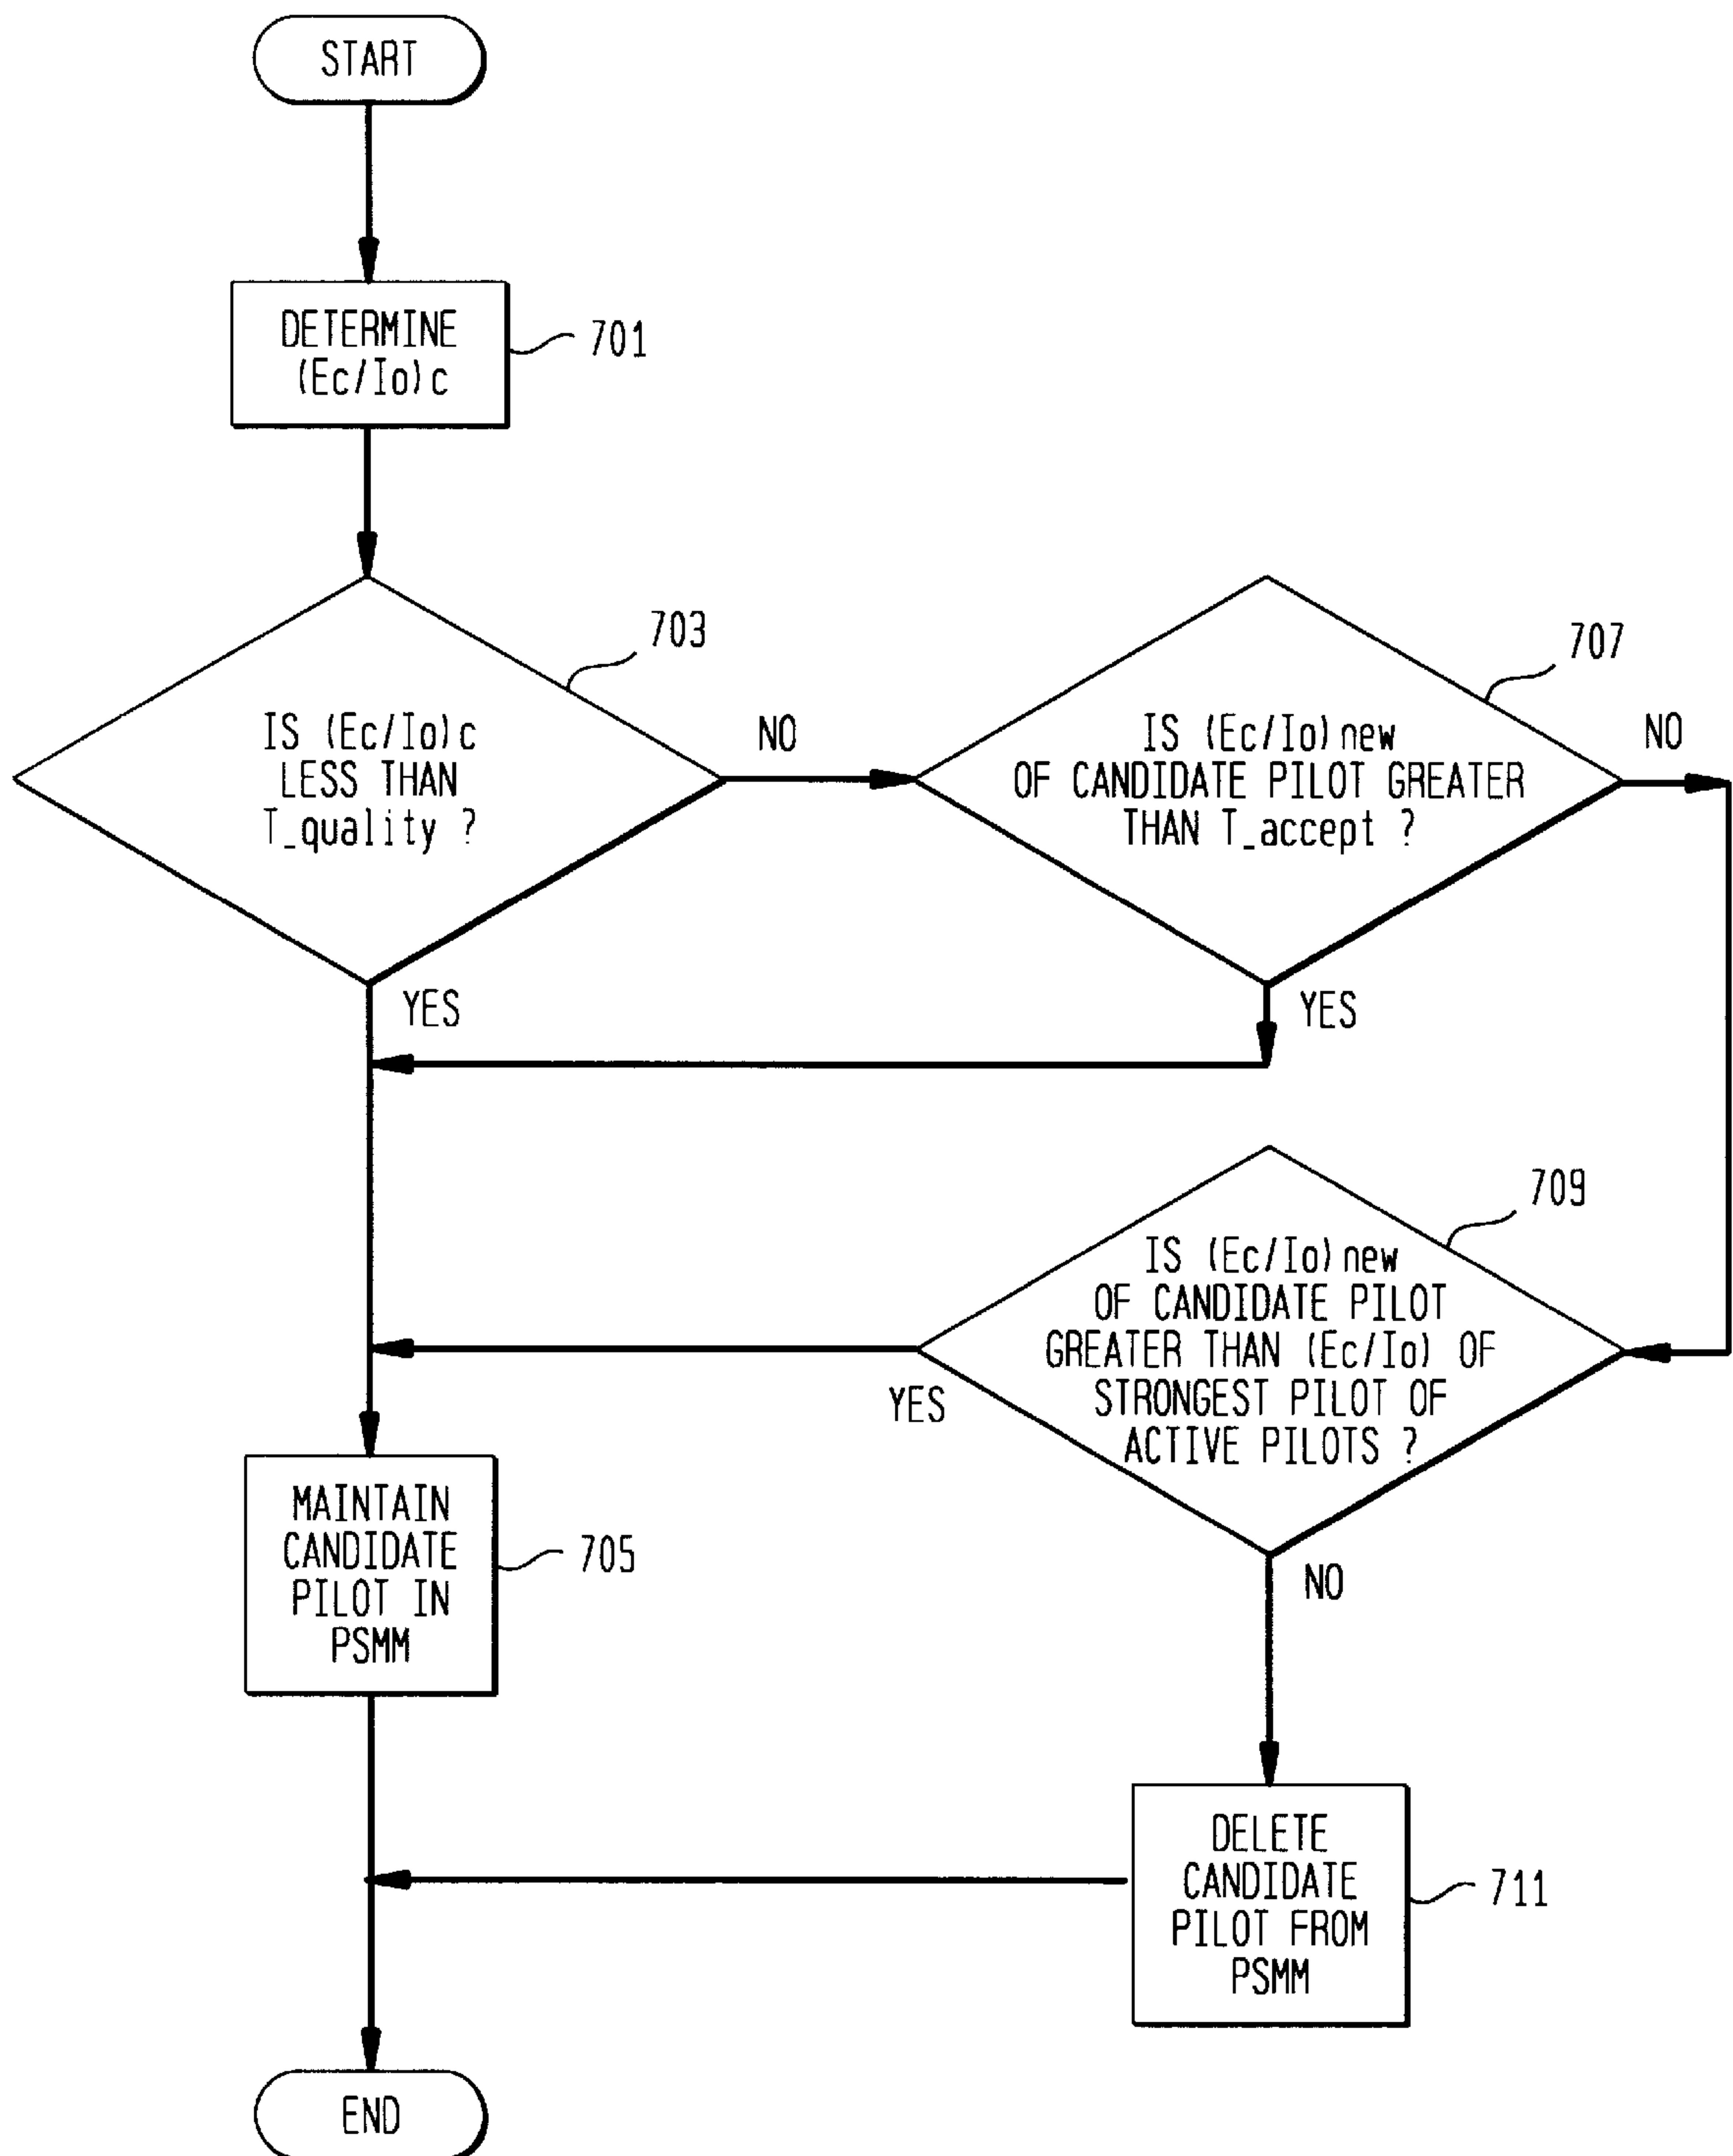 START
DETERMINE
(Ec/Io)c
701
703
IS (Ec/Io)c
LESS THAN
T_quality ?
NO
YES
707
IS (Ec/Io)new
OF CANDIDATE PILOT GREATER
THAN T_accept ?
NO
YES
709
IS (Ec/Io)new
OF CANDIDATE PILOT
GREATER THAN (Ec/Io) OF
STRONGEST PILOT OF
ACTIVE PILOTS ?
YES
NO
MAINTAIN
CANDIDATE
PILOT IN
PSMM
705
DELETE
CANDIDATE
PILOT FROM
PSMM
711
END